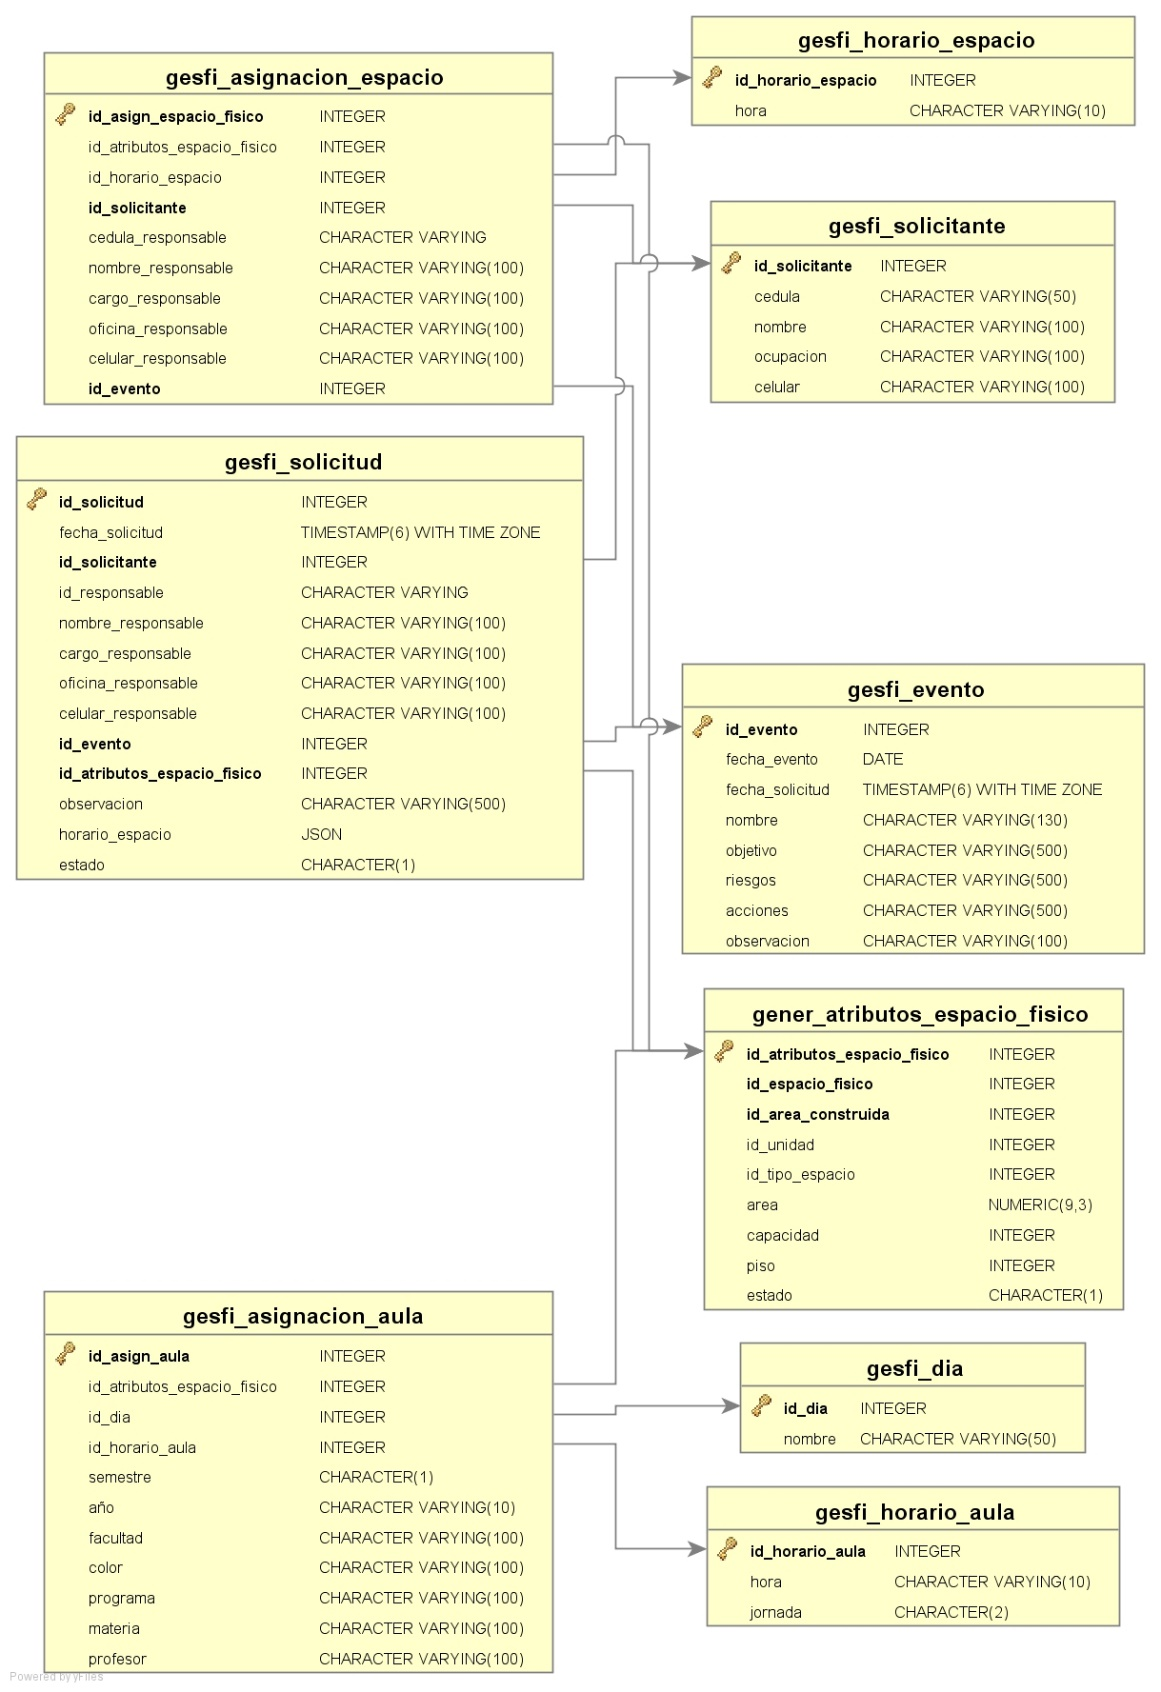 gesfi_asignacion_espacio
id_asign_espacio_fisico INTEGER
id_atributos_espacio_fisico INTEGER
id_horario_espacio INTEGER
id_solicitante INTEGER
cedula_responsable CHARACTER VARYING
nombre_responsable CHARACTER VARYING(100)
cargo_responsable CHARACTER VARYING(100)
oficina_responsable CHARACTER VARYING(100)
celular_responsable CHARACTER VARYING(100)
id_evento INTEGER
gesfi_horario_espacio
id_horario_espacio INTEGER
hora CHARACTER VARYING(10)
gesfi_solicitante
id_solicitante INTEGER
cedula CHARACTER VARYING(50)
nombre CHARACTER VARYING(100)
ocupacion CHARACTER VARYING(100)
celular CHARACTER VARYING(100)
gesfi_solicitud
id_solicitud INTEGER
fecha_solicitud TIMESTAMP(6) WITH TIME ZONE
id_solicitante INTEGER
id_responsable CHARACTER VARYING
nombre_responsable CHARACTER VARYING(100)
cargo_responsable CHARACTER VARYING(100)
oficina_responsable CHARACTER VARYING(100)
celular_responsable CHARACTER VARYING(100)
id_evento INTEGER
id_atributos_espacio_fisico INTEGER
observacion CHARACTER VARYING(500)
horario_espacio JSON
estado CHARACTER(1)
gesfi_evento
id_evento INTEGER
fecha_evento DATE
fecha_solicitud TIMESTAMP(6) WITH TIME ZONE
nombre CHARACTER VARYING(130)
objetivo CHARACTER VARYING(500)
riesgos CHARACTER VARYING(500)
acciones CHARACTER VARYING(500)
observacion CHARACTER VARYING(100)
gener_atributos_espacio_fisico
id_atributos_espacio_fisico INTEGER
id_espacio_fisico INTEGER
id_area_construida INTEGER
id_unidad INTEGER
id_tipo_espacio INTEGER
area NUMERIC(9,3)
capacidad INTEGER
piso INTEGER
estado CHARACTER(1)
gesfi_asignacion_aula
id_asign_aula INTEGER
id_atributos_espacio_fisico INTEGER
id_dia INTEGER
id_horario_aula INTEGER
semestre CHARACTER(1)
año CHARACTER VARYING(10)
facultad CHARACTER VARYING(100)
color CHARACTER VARYING(100)
programa CHARACTER VARYING(100)
materia CHARACTER VARYING(100)
profesor CHARACTER VARYING(100)
gesfi_dia
id_dia INTEGER
nombre CHARACTER VARYING(50)
gesfi_horario_aula
id_horario_aula INTEGER
hora CHARACTER VARYING(10)
jornada CHARACTER(2)
Powered by yFiles